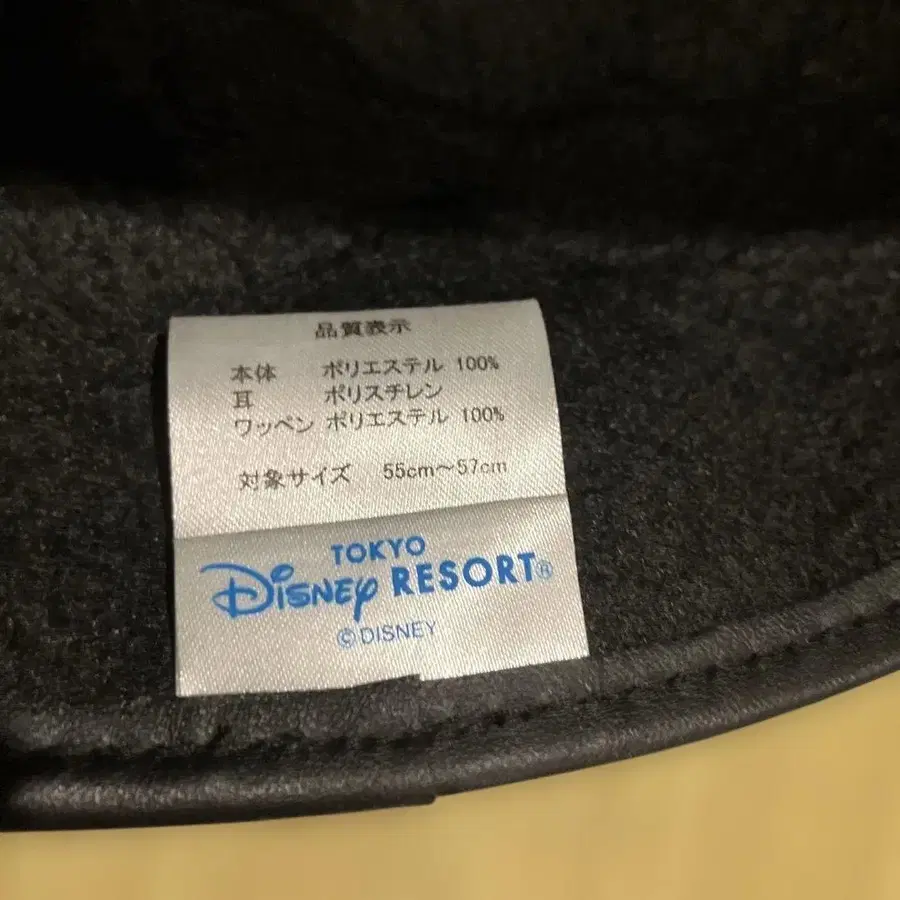 品質表示
本体 ポリエステル 100%
耳 ポリスチレン
ワッペン ポリエステル 100%
対象サイズ 55cm～57cm
TOKYO
DISNEY RESORT®
©DISNEY